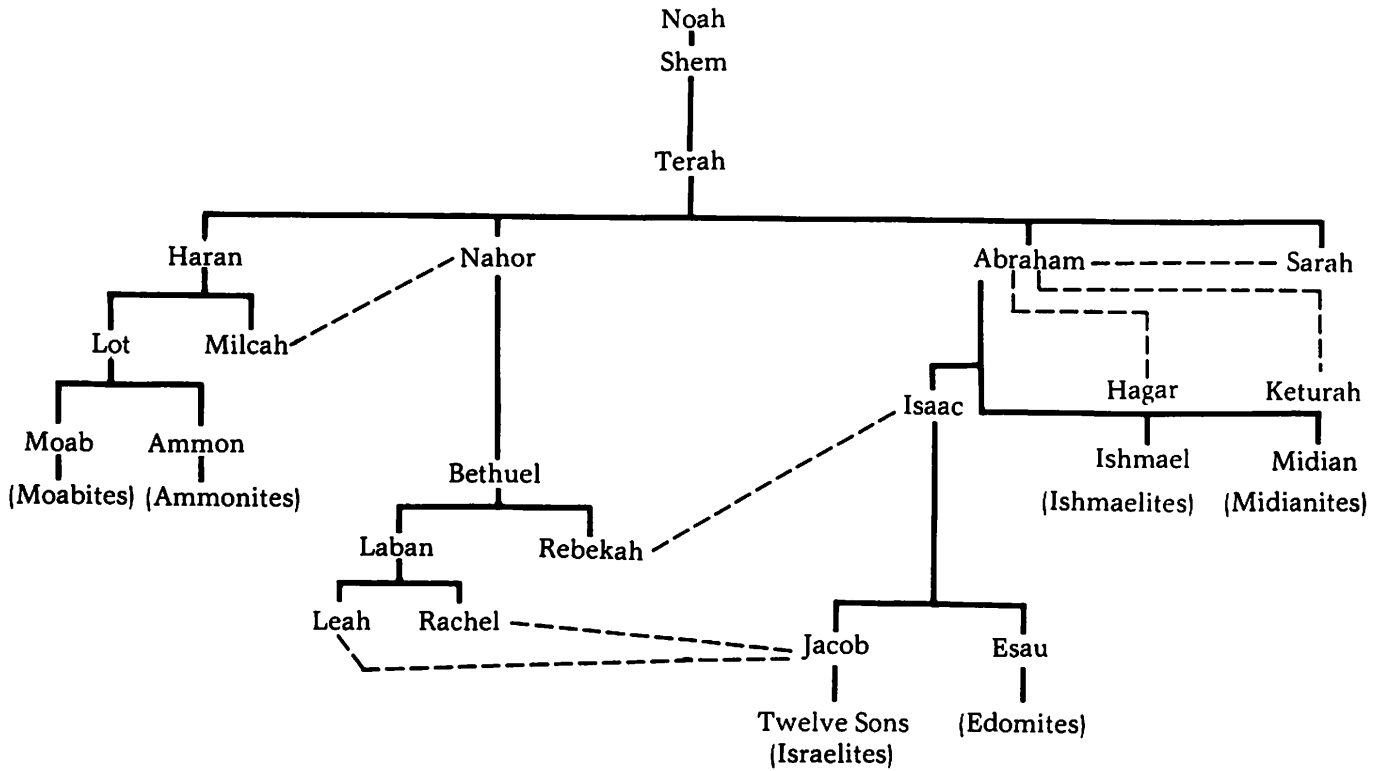 Noah
Shem
Terah
Haran
Nahor
Abraham
Sarah
Lot
Milcah
Hagar
Keturah
Isaac
Moab
Ammon
Ishmael
Midian
Bethuel
(Moabites)
(Ammonites)
(Ishmaelites)
(Midianites)
Laban
Rebekah
Leah
Rachel
Jacob
Esau
Twelve Sons
(Israelites)
(Edomites)